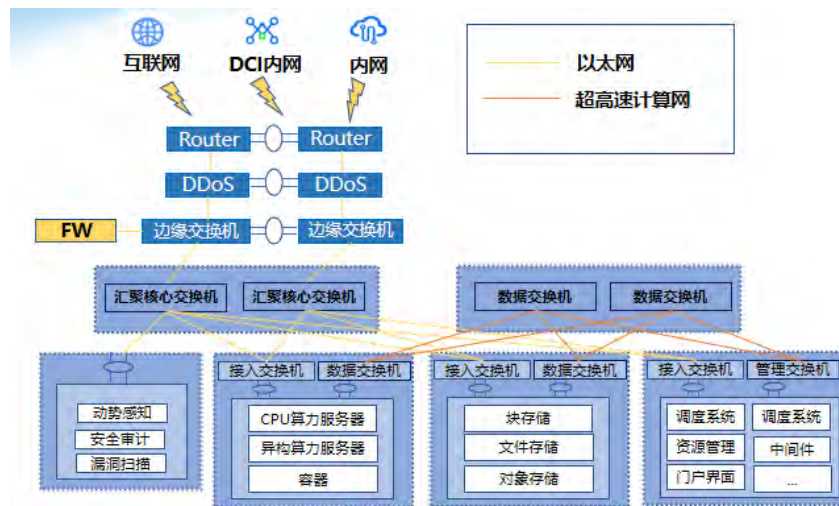 互联网
DCI内网
内网
以太网
超高速计算网
Router
Router
DDoS
DDoS
FW
边缘交换机
边缘交换机
汇聚核心交换机
汇聚核心交换机
数据交换机
数据交换机
接入交换机
数据交换机
接入交换机
数据交换机
接入交换机
管理交换机
动势感知
安全审计
漏洞扫描
CPU算力服务器
异构算力服务器
容器
块存储
文件存储
对象存储
调度系统
资源管理
门户界面
调度系统
中间件
...